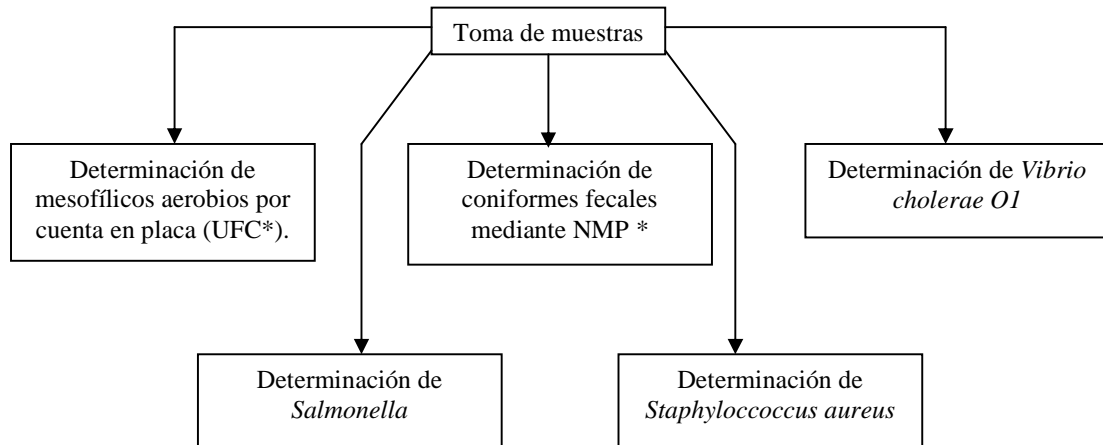 Toma de muestras
Determinación de
mesofílicos aerobios por
cuenta en placa (UFC*).
Determinación de
coniformes fecales
mediante NMP *
Determinación de Vibrio
cholerae O1
Determinación de
Salmonella
Determinación de
Staphyloccoccus aureus